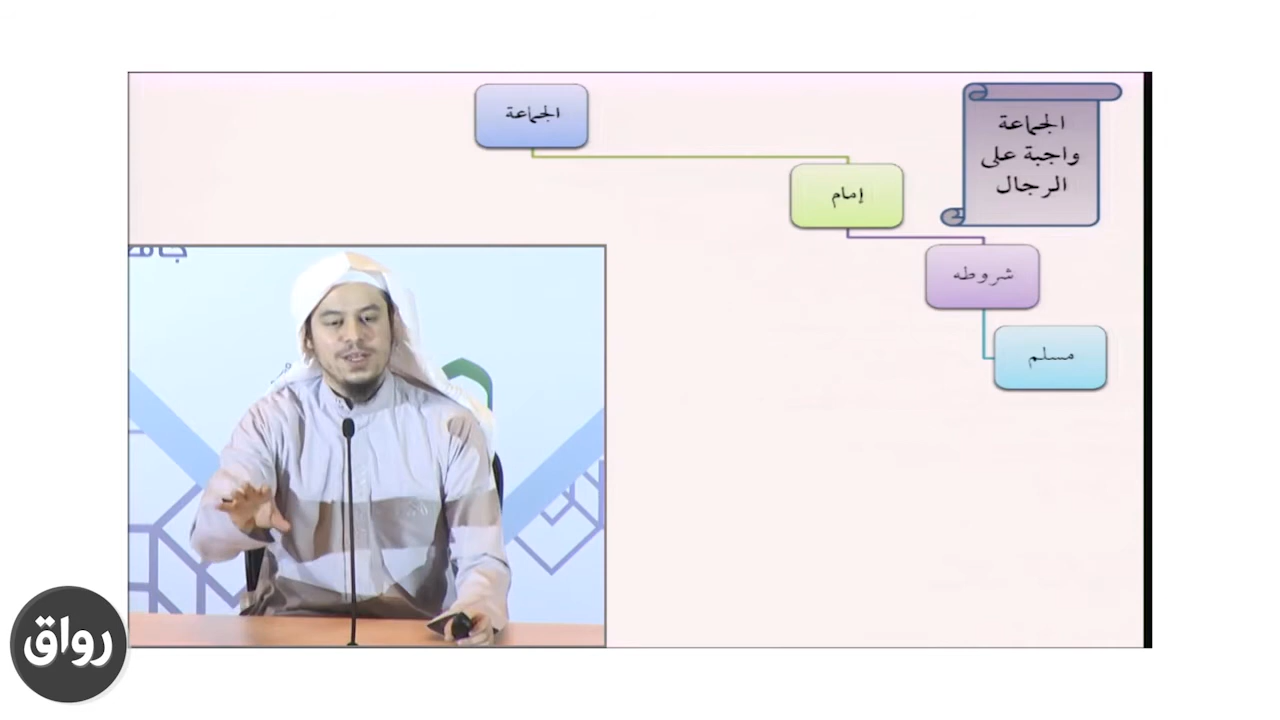 الجماعة
واجبة على
الرجال
الجماعة
إمام
شروطه
مسلم
رواق